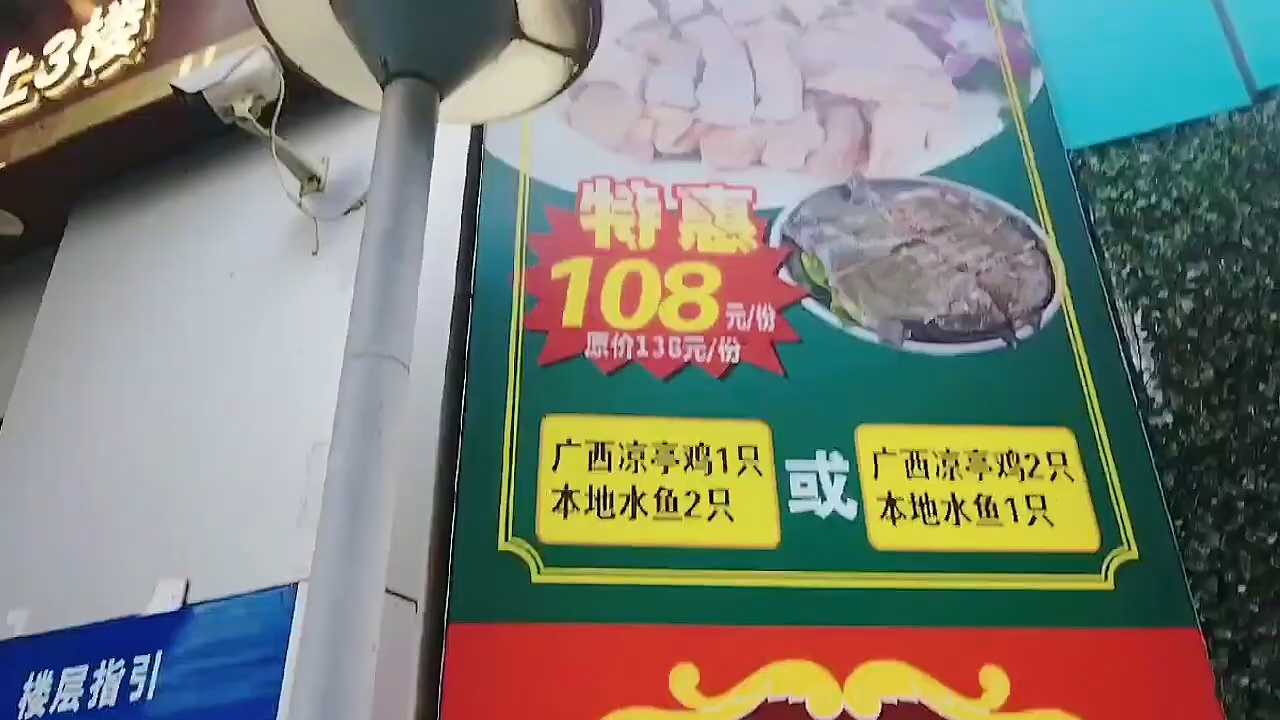 上3楼
特惠
108元/份
原价138元/份
广西凉亭鸡1只
本地水鱼2只
或
广西凉亭鸡2只
本地水鱼1只
楼层指引